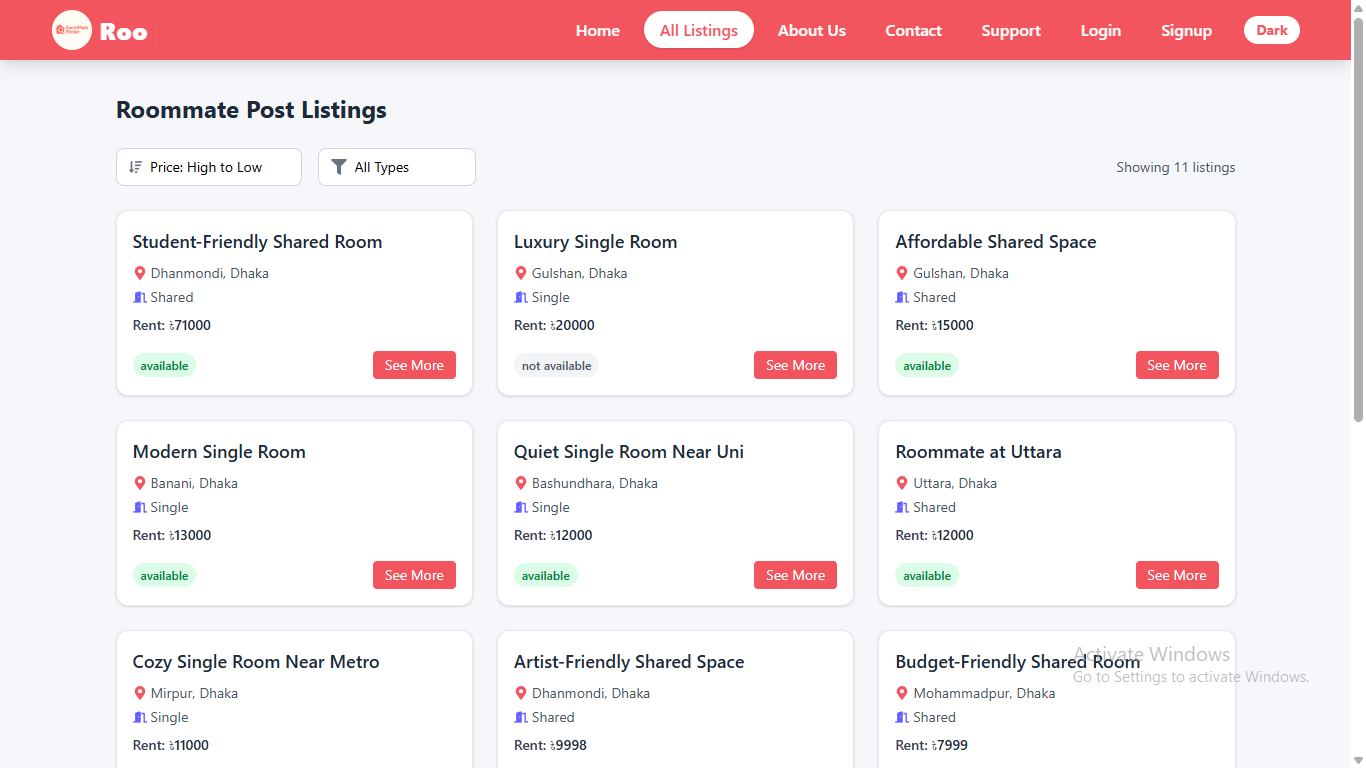 RoomMate
Finder
Roo
Home
All Listings
About Us
Contact
Support
Login
Signup
Dark
Roommate Post Listings
Price: High to Low
All Types
Showing 11 listings
Student-Friendly Shared Room
Dhanmondi, Dhaka
Shared
Rent: ৳71000
available
See More
Luxury Single Room
Gulshan, Dhaka
Single
Rent: ৳20000
not available
See More
Affordable Shared Space
Gulshan, Dhaka
Shared
Rent: ৳15000
available
See More
Modern Single Room
Banani, Dhaka
Single
Rent: ৳13000
available
See More
Quiet Single Room Near Uni
Bashundhara, Dhaka
Single
Rent: ৳12000
available
See More
Roommate at Uttara
Uttara, Dhaka
Shared
Rent: ৳12000
available
See More
Cozy Single Room Near Metro
Mirpur, Dhaka
Single
Rent: ৳11000
Artist-Friendly Shared Space
Dhanmondi, Dhaka
Shared
Rent: ৳9998
Budget-Friendly Shared Room
Mohammadpur, Dhaka
Shared
Rent: ৳7999
Activate Windows
Go to Settings to activate Windows.